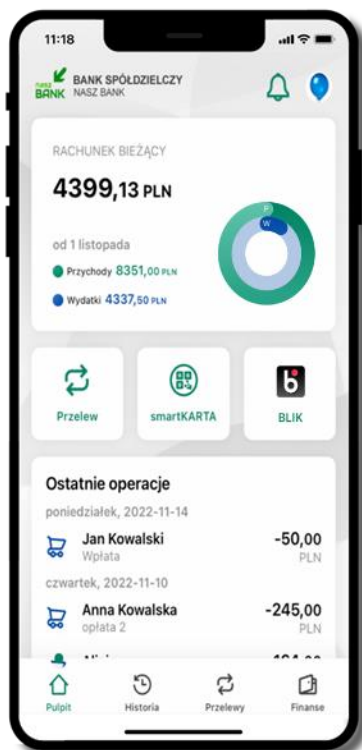 11:18
nasz BANK
BANK SPÓŁDZIELCZY
NASZ BANK
RACHUNEK BIEŻĄCY
4399,13 PLN
P
W
od 1 listopada
Przychody 8351,00 PLN
Wydatki 4337,50 PLN
Przelew
smartKARTA
BLIK
Ostatnie operacje
poniedziałek, 2022-11-14
Jan Kowalski -50,00
Wpłata PLN
czwartek, 2022-11-10
Anna Kowalska -245,00
opłata 2 PLN
Pulpit
Historia
Przelewy
Finanse